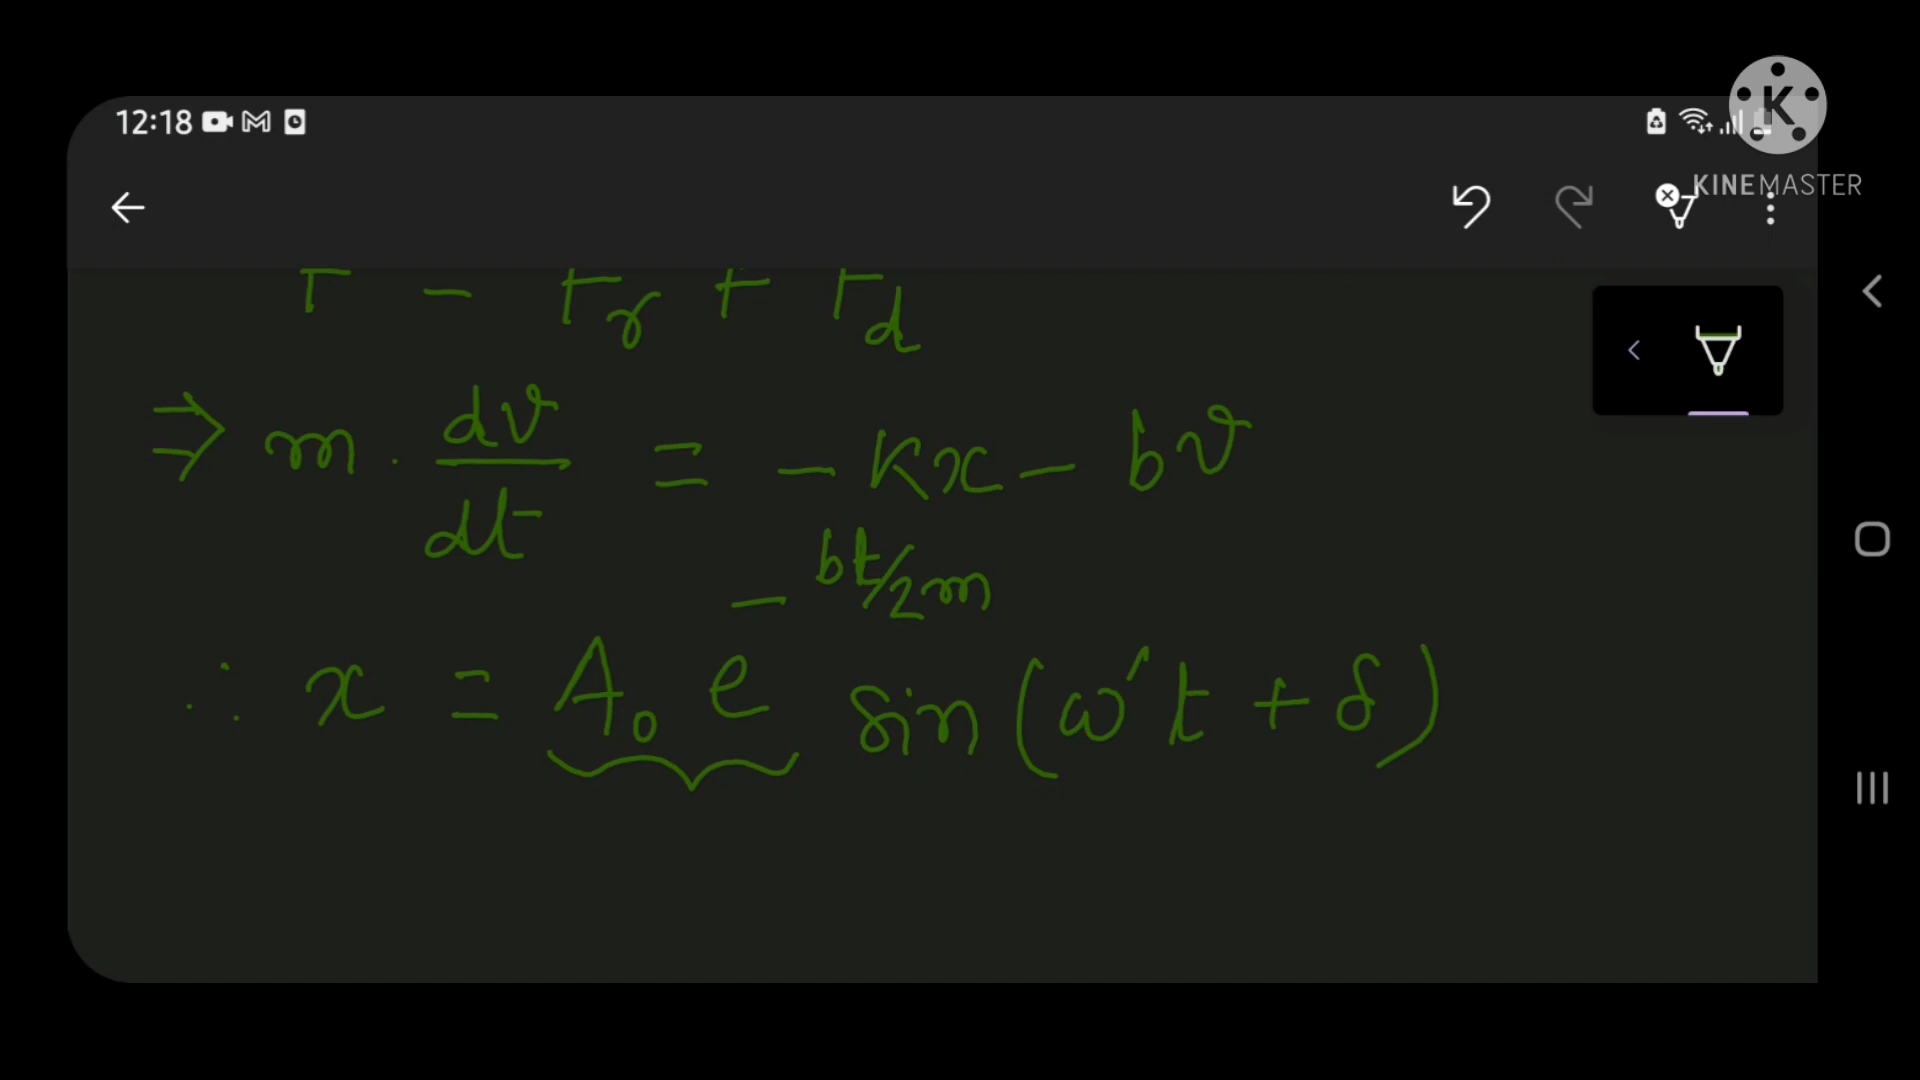 12:18
KINEMASTER
F = Fr + Fd
⇒ m · dv/dt = - Kx - bv
∴ x = A₀ e^(-bt/2m) sin(ω't + δ)